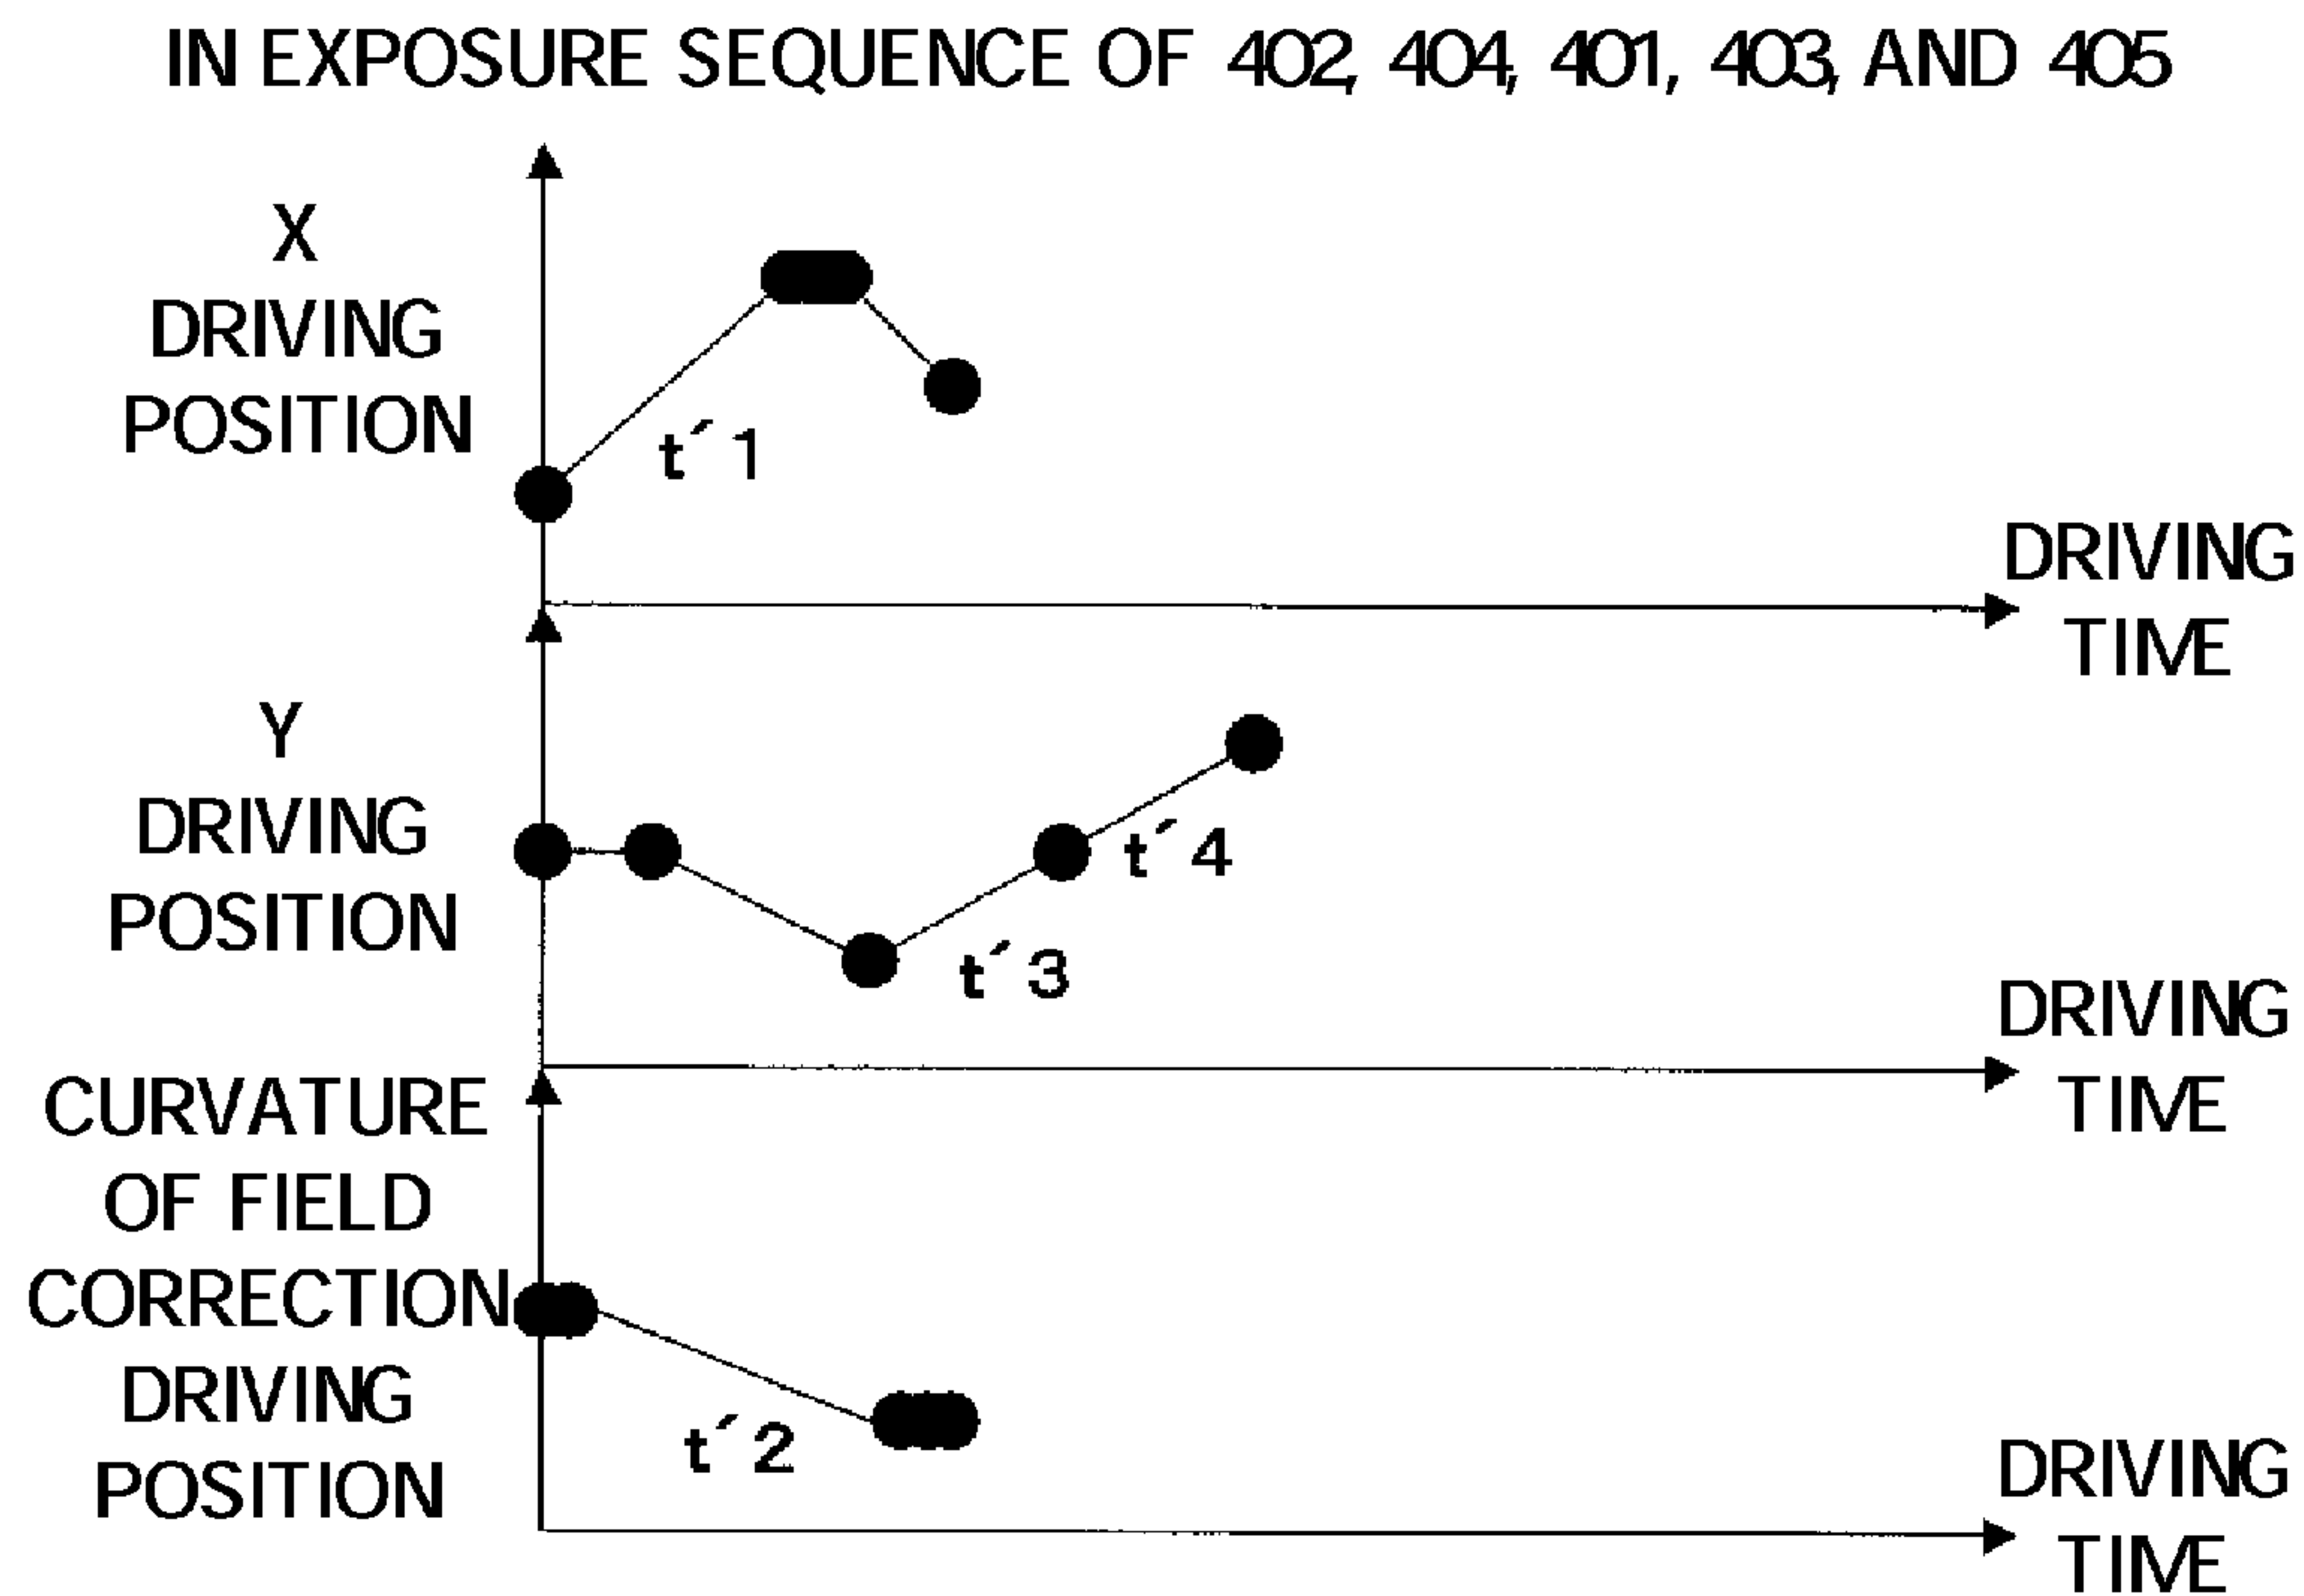 IN EXPOSURE SEQUENCE OF 402, 404, 401, 403, AND 405
X
DRIVING
POSITION
t´1
DRIVING
TIME
Y
DRIVING
POSITION
t´4
t´3
DRIVING
TIME
CURVATURE
OF FIELD
CORRECTION
DRIVING
POSITION
t´2
DRIVING
TIME